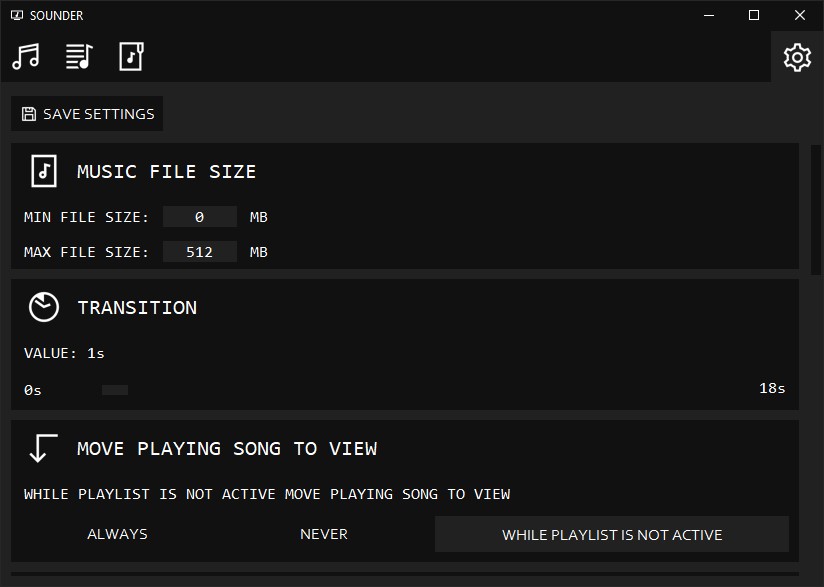 SOUNDER
SAVE SETTINGS
MUSIC FILE SIZE
MIN FILE SIZE: 0 MB
MAX FILE SIZE: 512 MB
TRANSITION
VALUE: 1s
0s 18s
MOVE PLAYING SONG TO VIEW
WHILE PLAYLIST IS NOT ACTIVE MOVE PLAYING SONG TO VIEW
ALWAYS NEVER WHILE PLAYLIST IS NOT ACTIVE